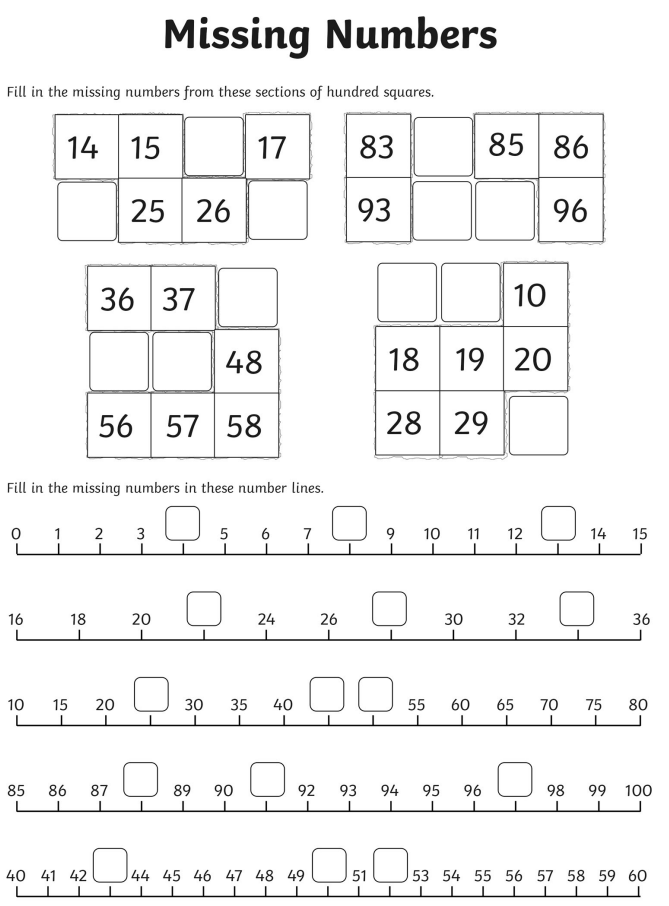 Missing Numbers
Fill in the missing numbers from these sections of hundred squares.
14 15 17
25 26
83 85 86
93 96
36 37
48
56 57 58
10
18 19 20
28 29
Fill in the missing numbers in these number lines.
0 1 2 3 5 6 7 9 10 11 12 14 15
16 18 20 24 26 30 32 36
10 15 20 30 35 40 55 60 65 70 75 80
85 86 87 89 90 92 93 94 95 96 98 99 100
40 41 42 44 45 46 47 48 49 51 53 54 55 56 57 58 59 60